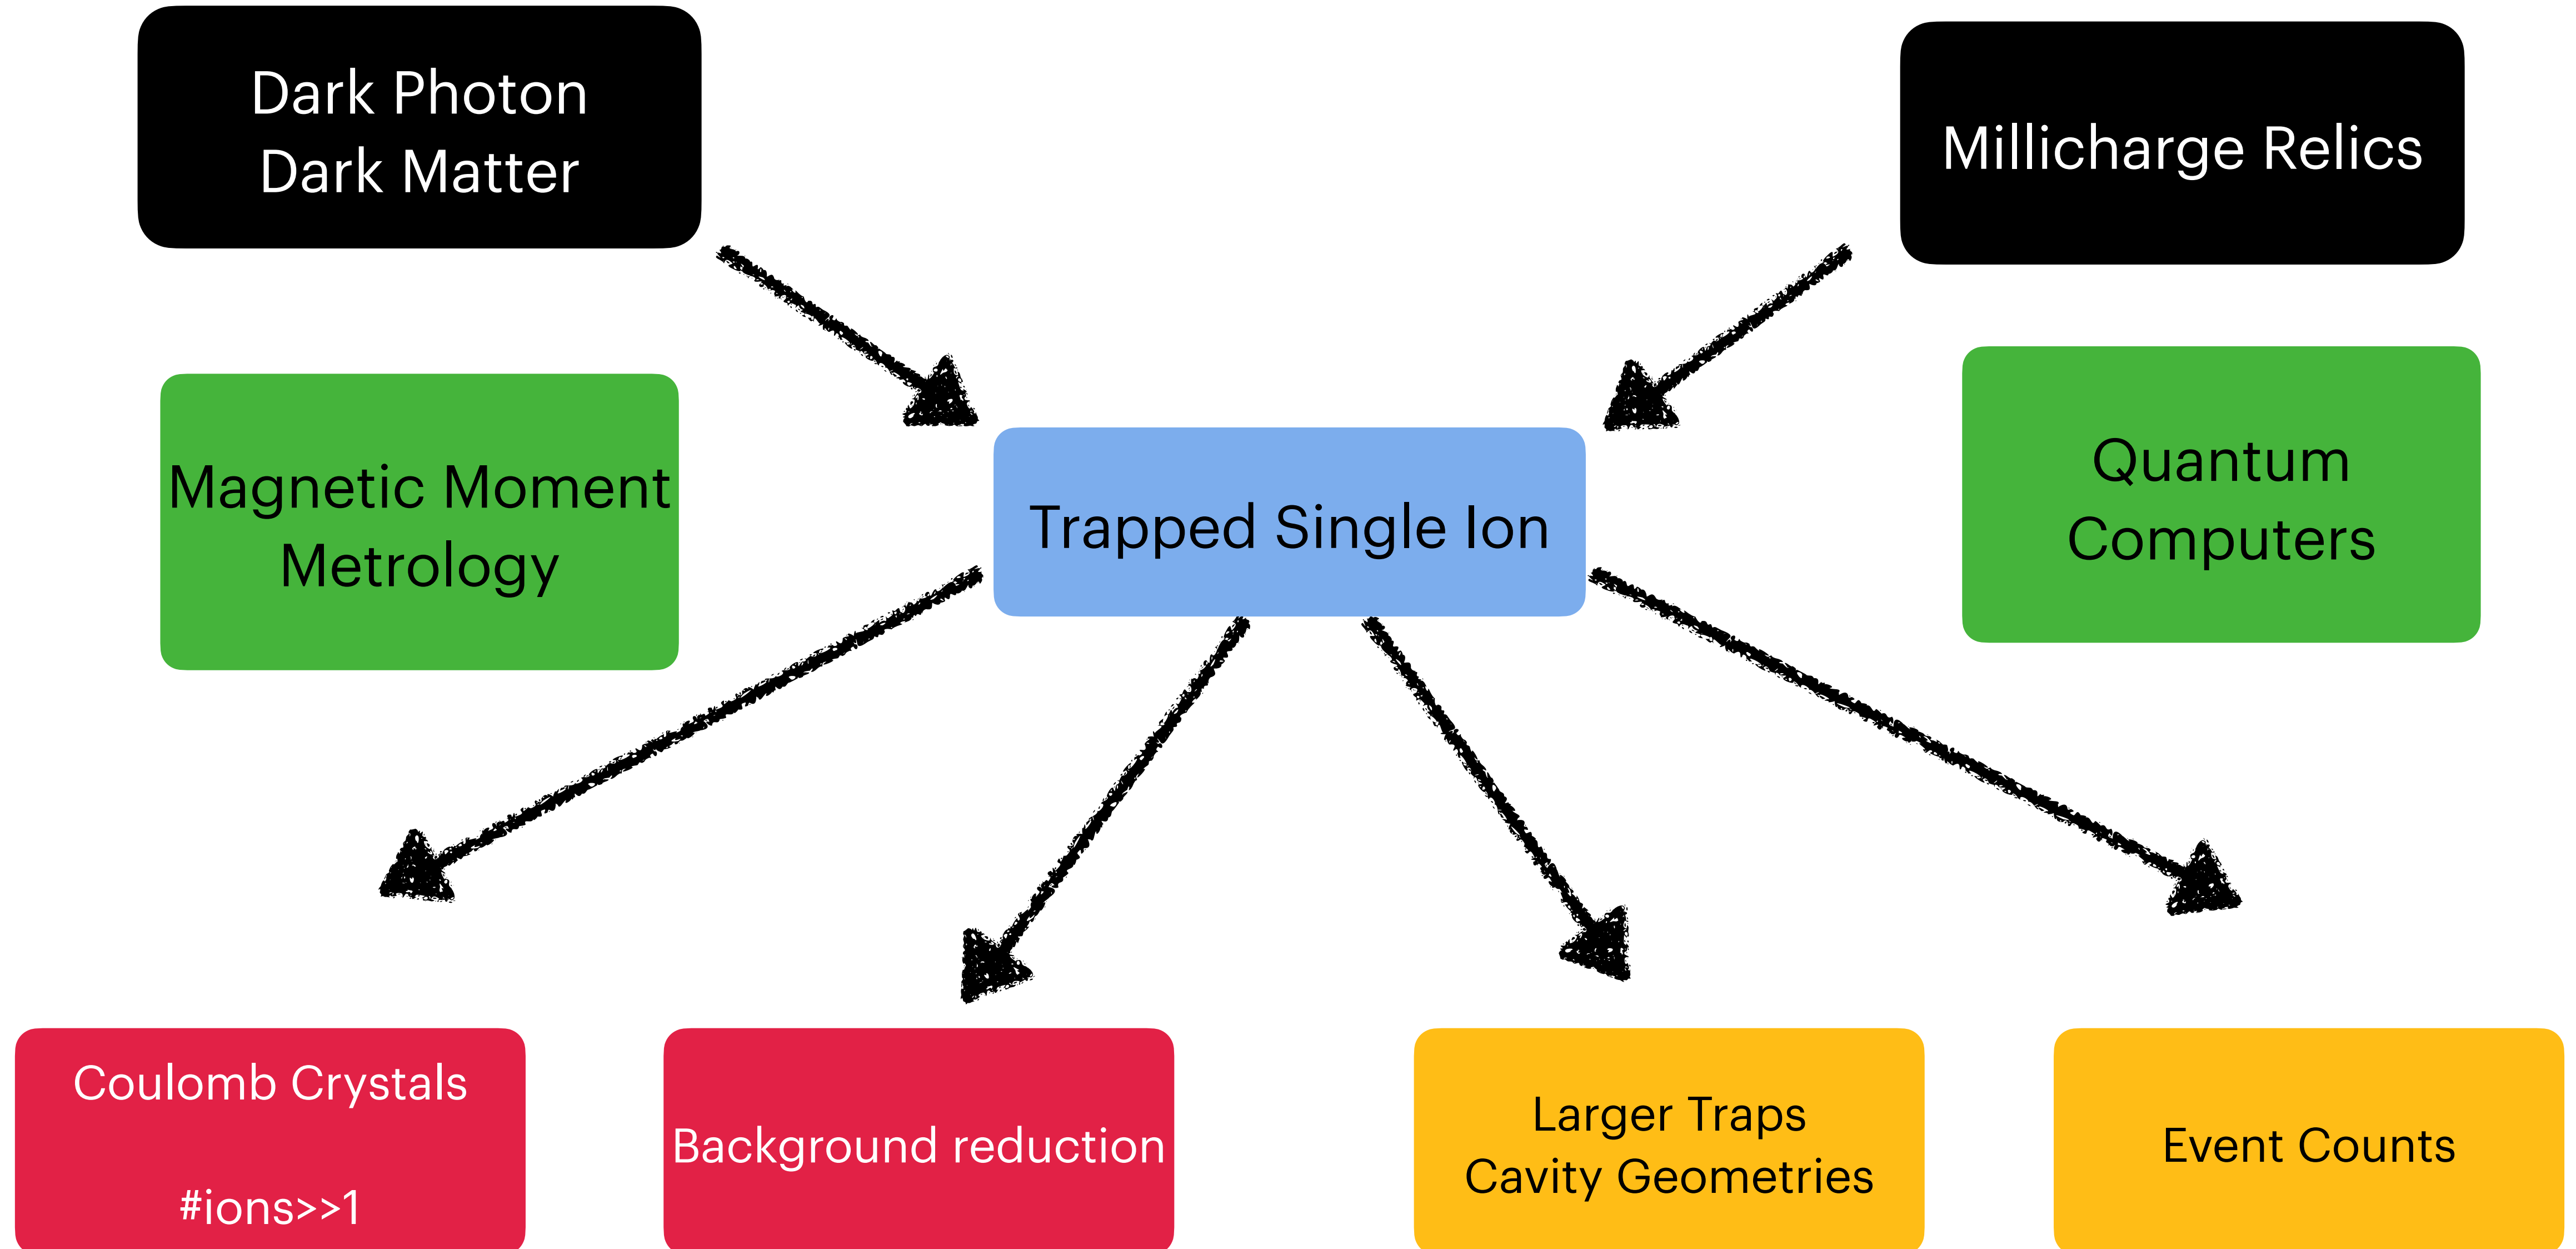 Dark Photon
Dark Matter
Millicharge Relics
Magnetic Moment
Metrology
Quantum
Computers
Trapped Single Ion
Coulomb Crystals
#ions>>1
Background reduction
Larger Traps
Cavity Geometries
Event Counts